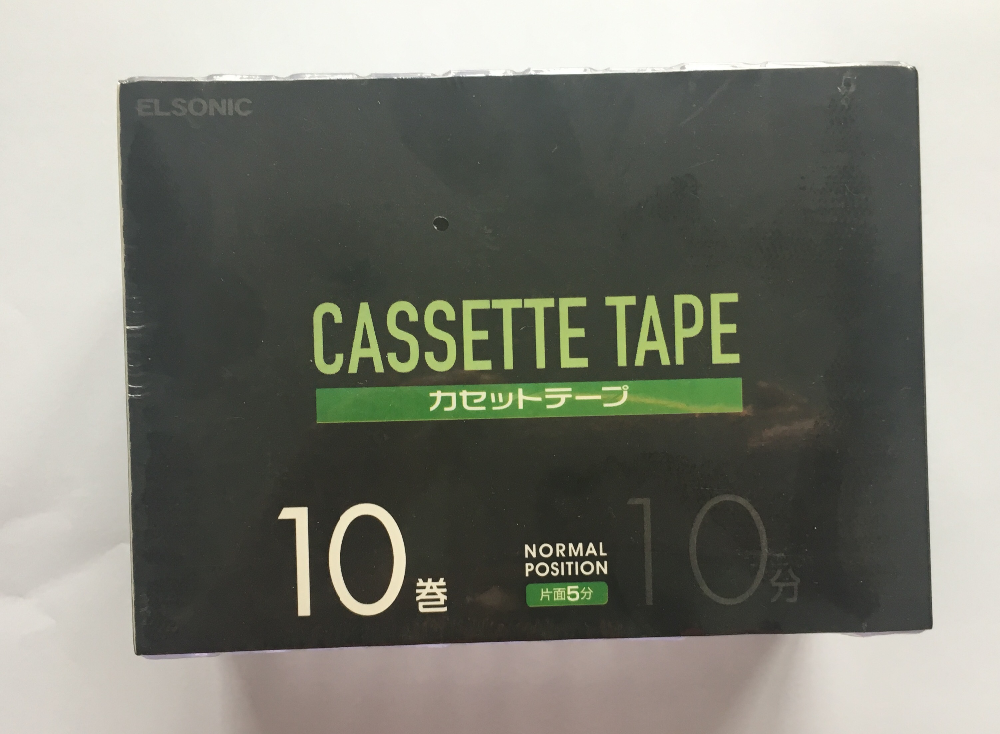 ELSONIC
CASSETTE TAPE
カセットテープ
10巻
NORMAL
POSITION
片面5分
10分